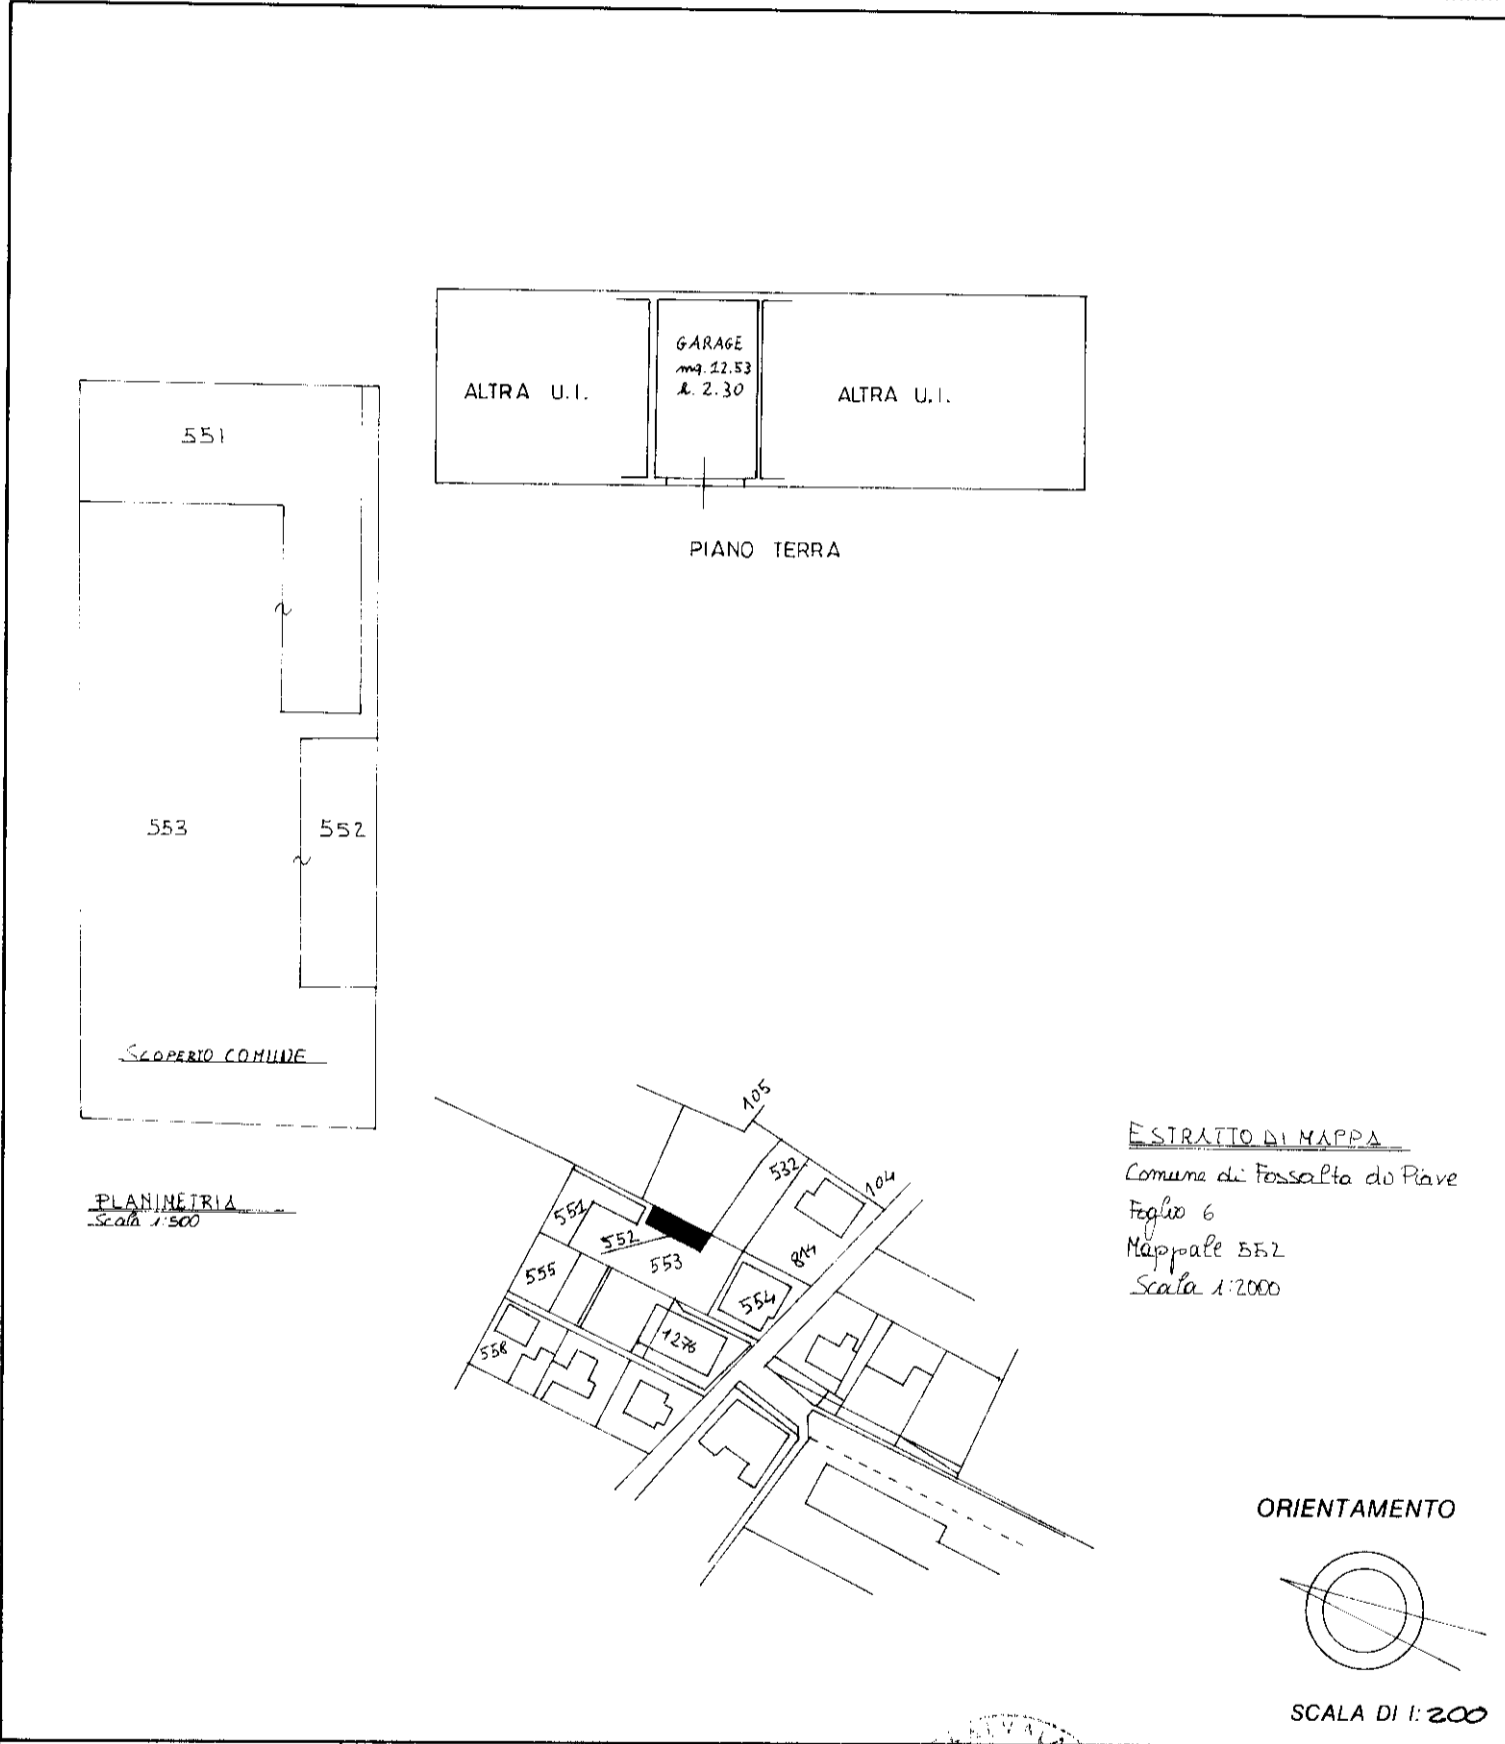 GARAGE
mq. 12.53
h. 2.30
ALTRA U.I.
ALTRA U.I.
PIANO TERRA
551
553
552
SCOPERTO COMUNE
PLANIMETRIA
Scala 1:500
105
532
104
551
552
553
814
555
554
1276
558
ESTRATTO DI MAPPA
Comune di Fossalta di Piave
Foglio 6
Mappale 552
Scala 1:2000
ORIENTAMENTO
SCALA DI 1:200